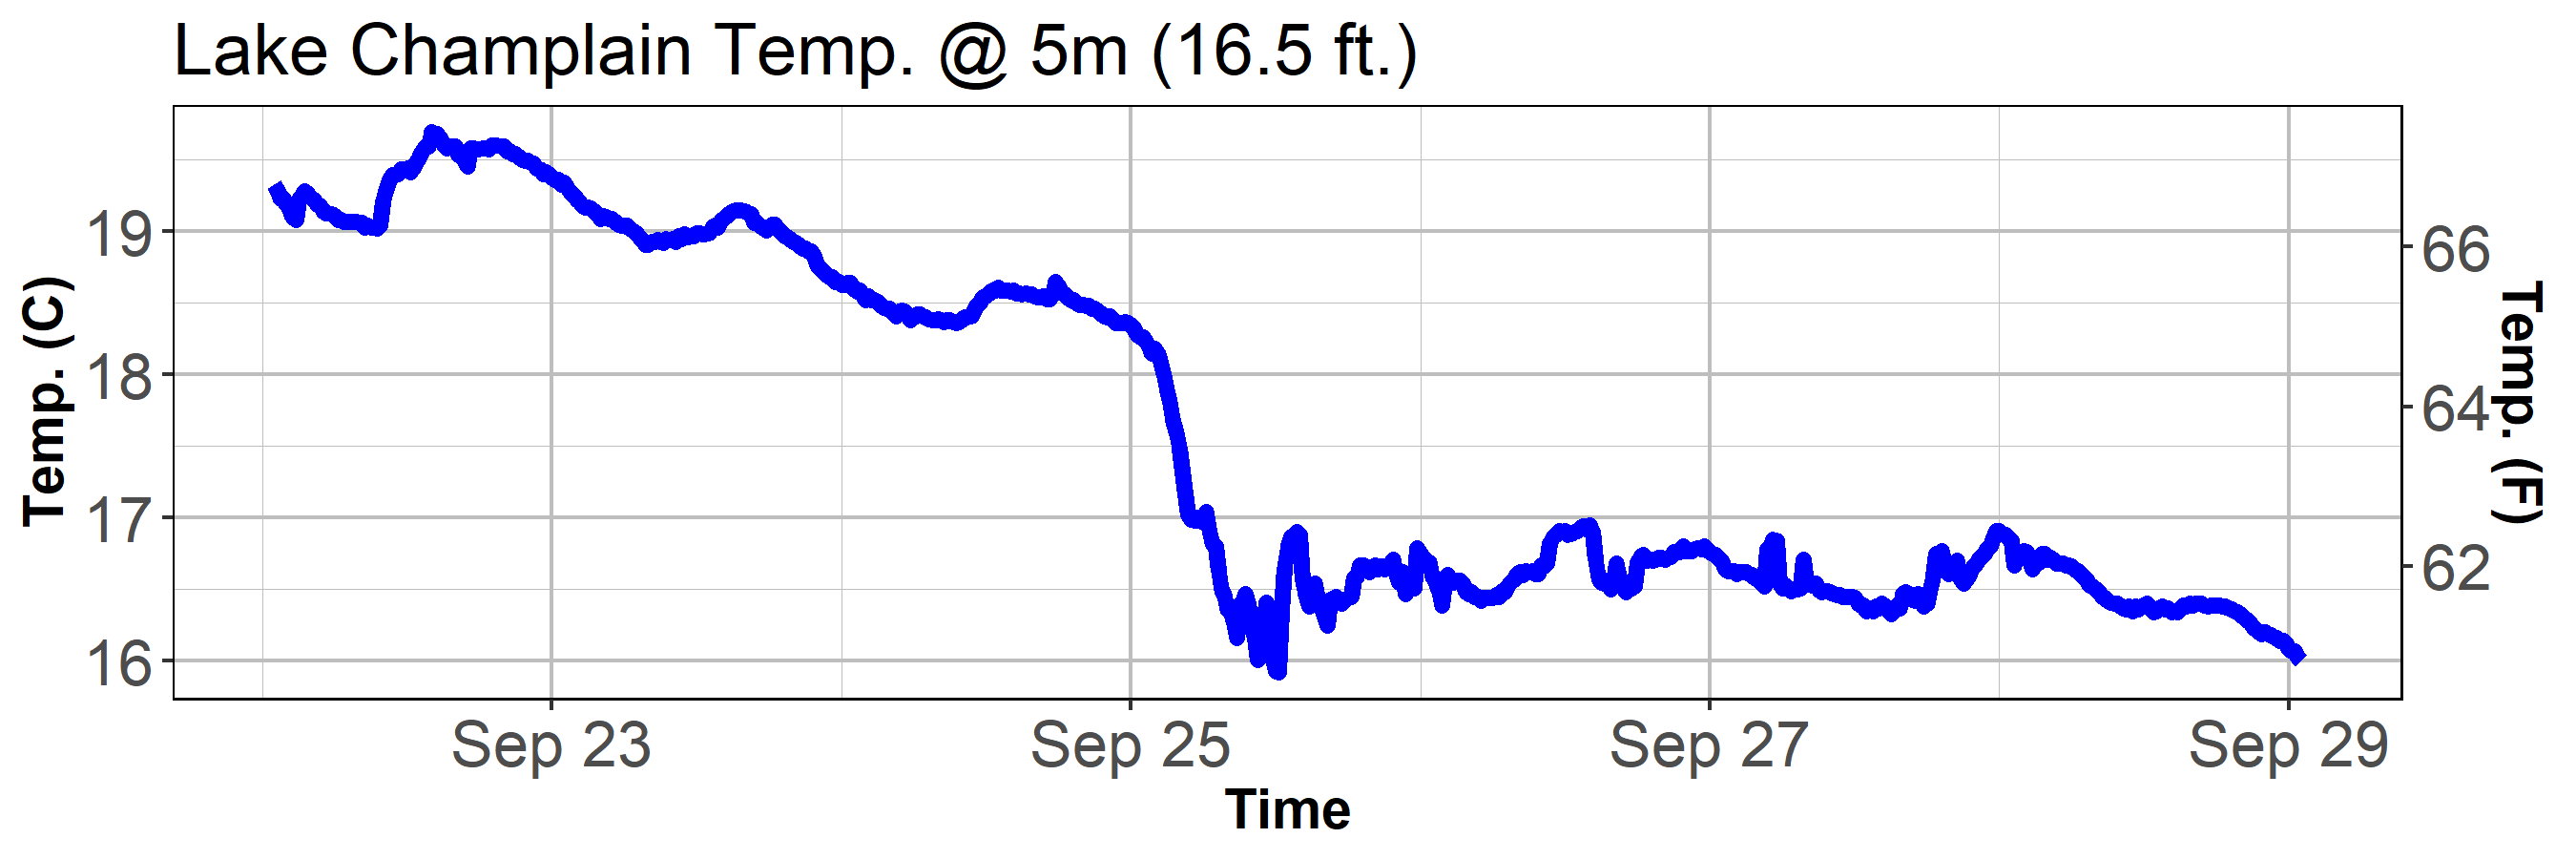 Lake Champlain Temp. @ 5m (16.5 ft.)
Temp. (C)
19
18
17
16
66
64
62
Temp. (F)
Sep 23
Sep 25
Sep 27
Sep 29
Time